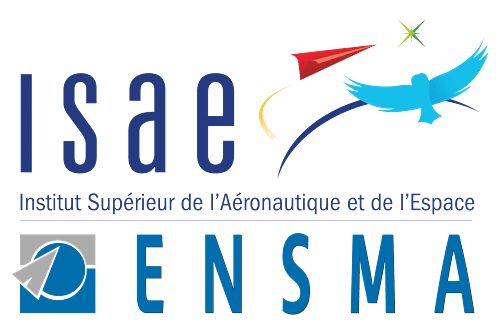 isae
Institut Supérieur de l'Aéronautique et de l'Espace
ENSMA